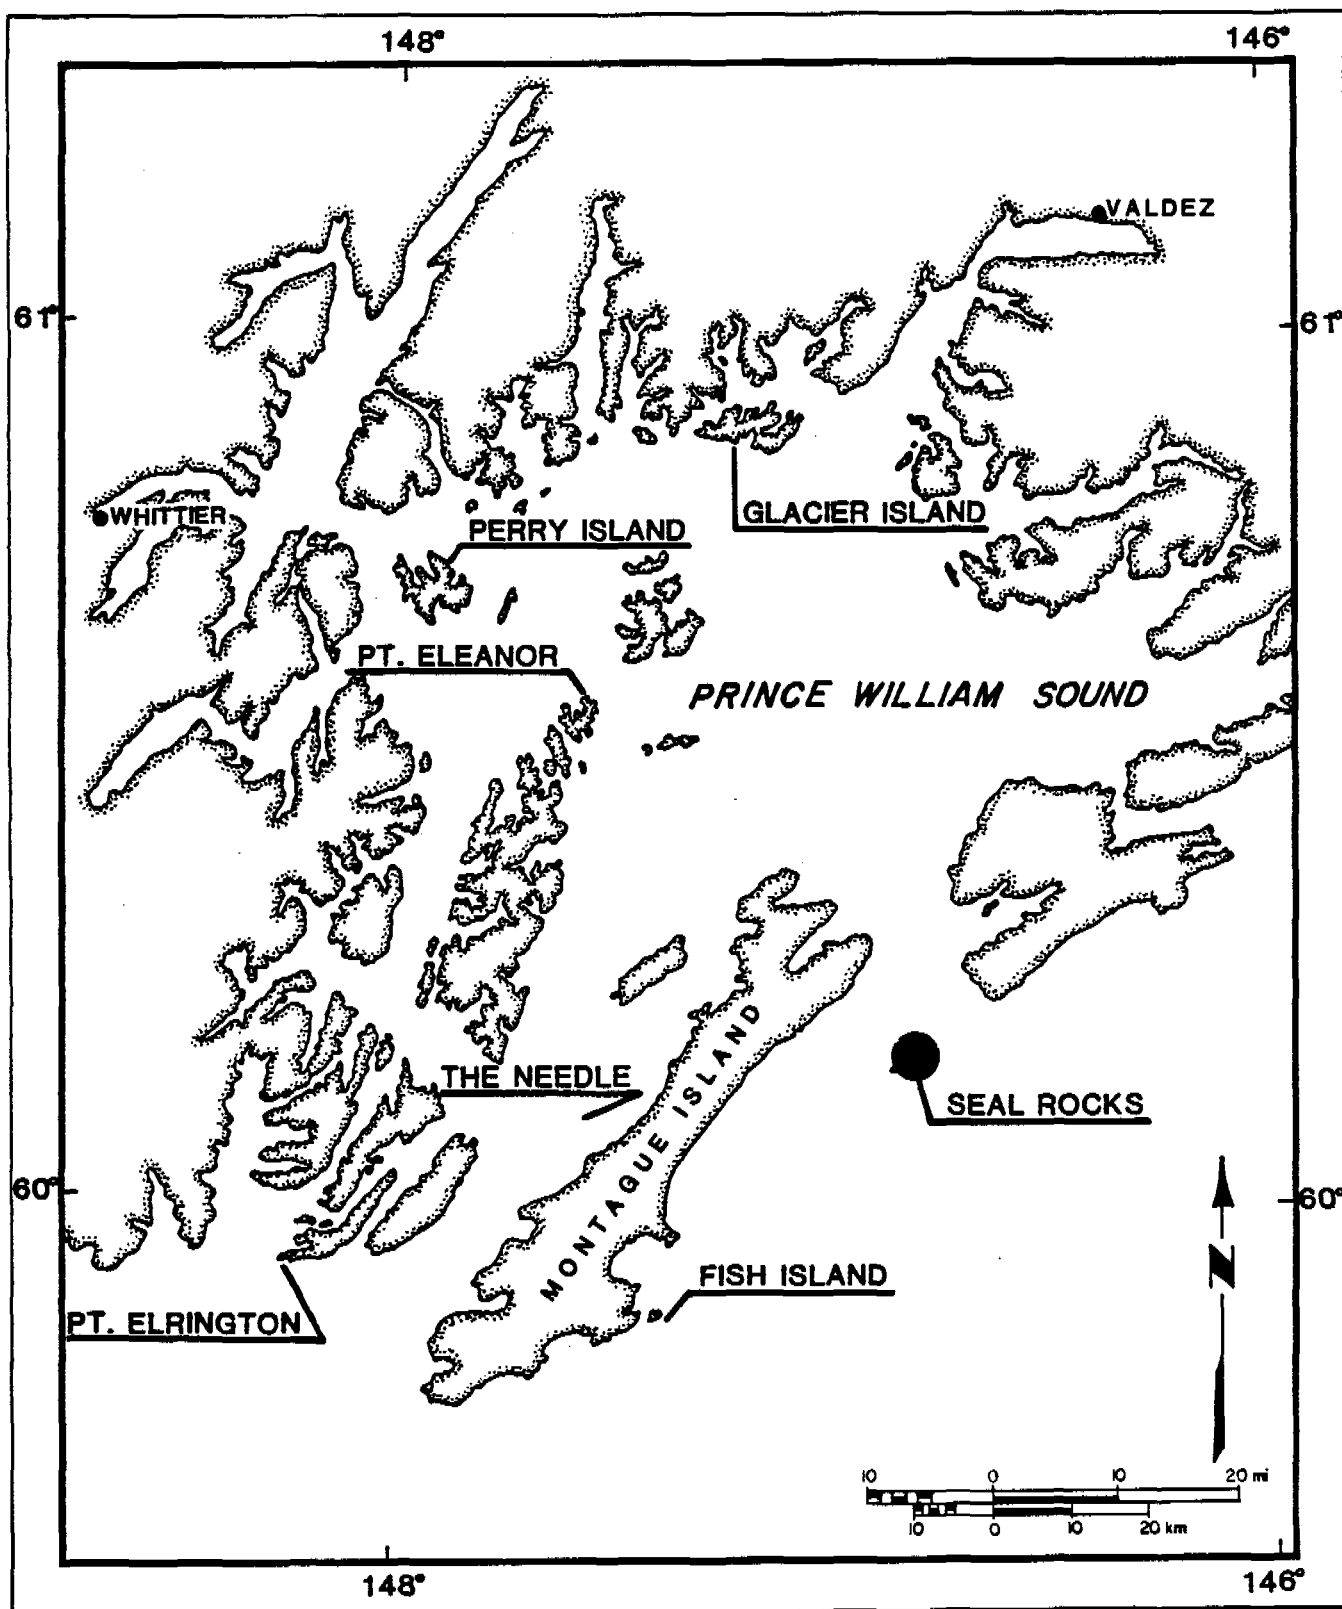 148° 146°
VALDEZ
61° 61°
WHITTIER
GLACIER ISLAND
PERRY ISLAND
PT. ELEANOR
PRINCE WILLIAM SOUND
MONTAGUE ISLAND
THE NEEDLE
SEAL ROCKS
60° 60°
N
FISH ISLAND
PT. ELRINGTON
10 0 10 20 mi
10 0 10 20 km
148° 146°